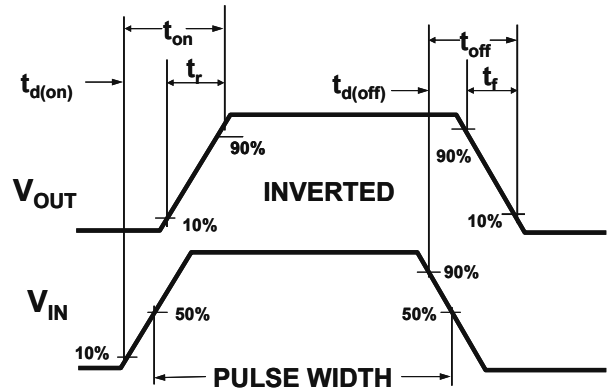 t_on
t_off
t_d(on)
t_r
t_d(off)
t_f
90%
90%
V_OUT
INVERTED
10%
10%
90%
V_IN
50%
50%
10%
PULSE WIDTH